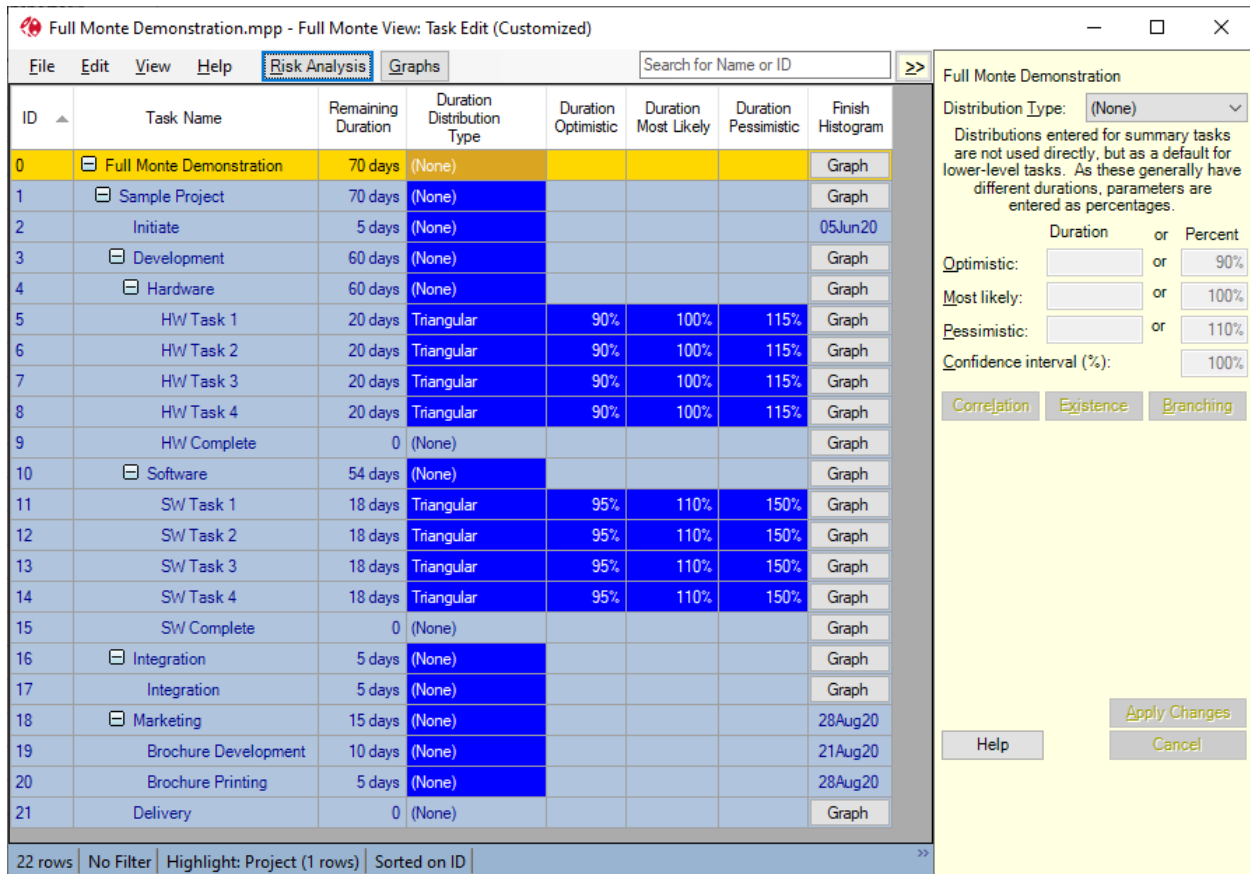 Full Monte Demonstration.mpp - Full Monte View: Task Edit (Customized)
File Edit View Help Risk Analysis Graphs Search for Name or ID >>
ID Task Name Remaining Duration Duration Distribution Type Duration Optimistic Duration Most Likely Duration Pessimistic Finish Histogram
0 Full Monte Demonstration 70 days (None) Graph
1 Sample Project 70 days (None) Graph
2 Initiate 5 days (None) 05Jun20
3 Development 60 days (None) Graph
4 Hardware 60 days (None) Graph
5 HW Task 1 20 days Triangular 90% 100% 115% Graph
6 HW Task 2 20 days Triangular 90% 100% 115% Graph
7 HW Task 3 20 days Triangular 90% 100% 115% Graph
8 HW Task 4 20 days Triangular 90% 100% 115% Graph
9 HW Complete 0 (None) Graph
10 Software 54 days (None) Graph
11 SW Task 1 18 days Triangular 95% 110% 150% Graph
12 SW Task 2 18 days Triangular 95% 110% 150% Graph
13 SW Task 3 18 days Triangular 95% 110% 150% Graph
14 SW Task 4 18 days Triangular 95% 110% 150% Graph
15 SW Complete 0 (None) Graph
16 Integration 5 days (None) Graph
17 Integration 5 days (None) Graph
18 Marketing 15 days (None) 28Aug20
19 Brochure Development 10 days (None) 21Aug20
20 Brochure Printing 5 days (None) 28Aug20
21 Delivery 0 (None) Graph
22 rows No Filter Highlight: Project (1 rows) Sorted on ID >>
Full Monte Demonstration
Distribution Type: (None)
Distributions entered for summary tasks
are not used directly, but as a default for
lower-level tasks. As these generally have
different durations, parameters are
entered as percentages.
Duration or Percent
Optimistic: or 90%
Most likely: or 100%
Pessimistic: or 110%
Confidence interval (%): 100%
Correlation Existence Branching
Apply Changes
Help Cancel